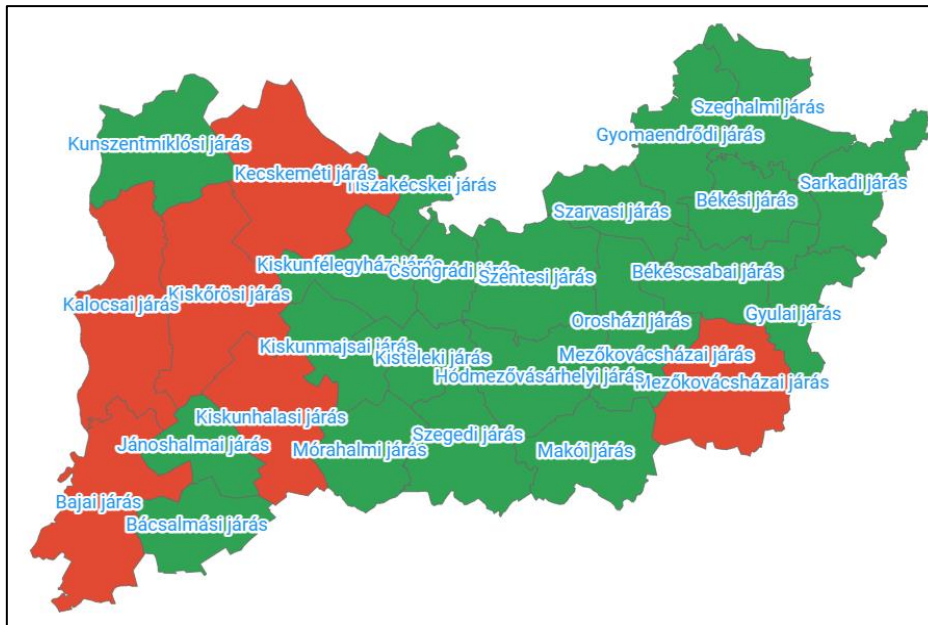 Szeghalmi járás
Gyomaendrődi járás
Kunszentmiklósi járás
Kecskeméti járás
Tiszakécskei járás
Sarkadi járás
Békési járás
Szarvasi járás
Kiskunfélegyházi járás
Csongrádi járás
Szentesi járás
Békéscsabai járás
Kalocsai járás
Kiskőrösi járás
Gyulai járás
Orosházi járás
Kiskunmajsai járás
Kisteleki járás
Mezőkovácsházai járás
Hódmezővásárhelyi járás
Mezőkovácsházai járás
Kiskunhalasi járás
Jánoshalmai járás
Mórahalmi járás
Szegedi járás
Makói járás
Bajai járás
Bácsalmási járás